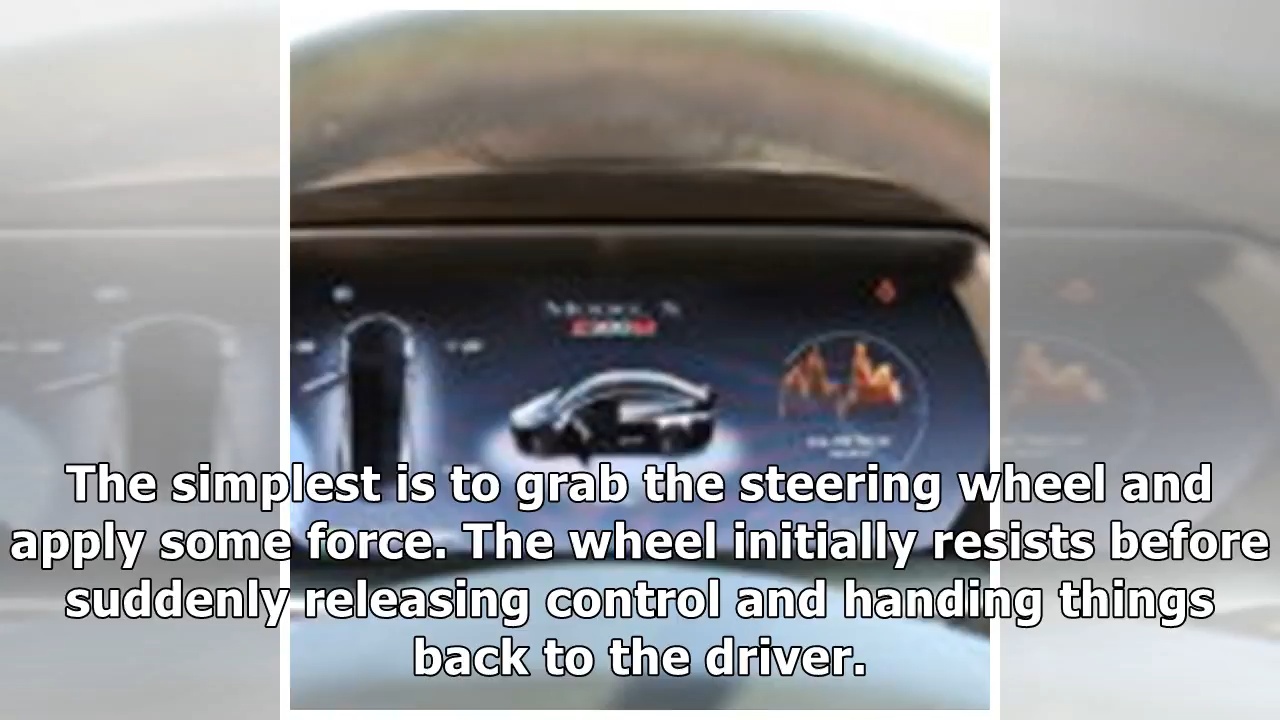 The simplest is to grab the steering wheel and
apply some force. The wheel initially resists before
suddenly releasing control and handing things
back to the driver.